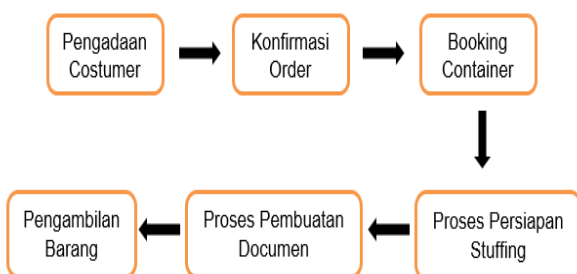 Pengadaan
Costumer
Konfirmasi
Order
Booking
Container
Proses Persiapan
Stuffing
Proses Pembuatan
Documen
Pengambilan
Barang